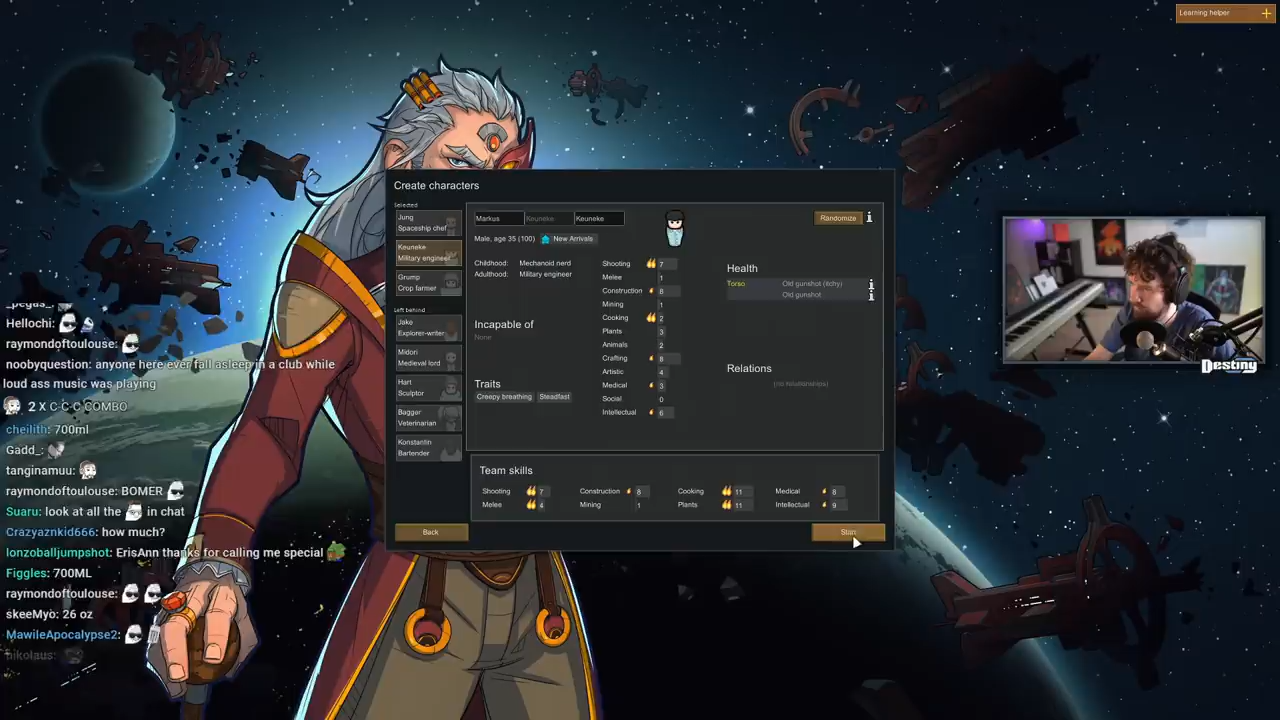 Learning helper
Create characters
Selected
Jung
Spaceship chef
Keuneke
Military engineer
Grump
Crop farmer
Left behind
Jake
Explorer-writer
Midori
Medieval lord
Hart
Sculptor
Bagger
Veterinarian
Konstantin
Bartender
Markus Keuneke Keuneke
Randomize
Male, age 35 (100) New Arrivals
Childhood: Mechanoid nerd
Adulthood: Military engineer
Incapable of
None
Traits
Creepy breathing Steadfast
Shooting 7
Melee 1
Construction 8
Mining 1
Cooking 2
Plants 3
Animals 2
Crafting 8
Artistic 4
Medical 3
Social 0
Intellectual 6
Health
Torso Old gunshot (itchy)
Old gunshot
Relations
(no relationships)
Team skills
Shooting 7 Construction 8 Cooking 11 Medical 8
Melee 4 Mining 1 Plants 11 Intellectual 9
Back
Start
_pegas_:
Hellochi:
raymondoftoulouse:
noobyquestion: anyone here ever fall asleep in a club while
loud ass music was playing
2 X C-C-C COMBO
cheilith: 700ml
Gadd_:
tanginamuu:
raymondoftoulouse: BOMER
Suaru: look at all the in chat
Crazyaznkid666: how much?
lonzoballjumpshot: ErisAnn thanks for calling me special
Figgles: 700ML
raymondoftoulouse:
skeeMyo: 26 oz
MawileApocalypse2:
nikolaus:
Destiny